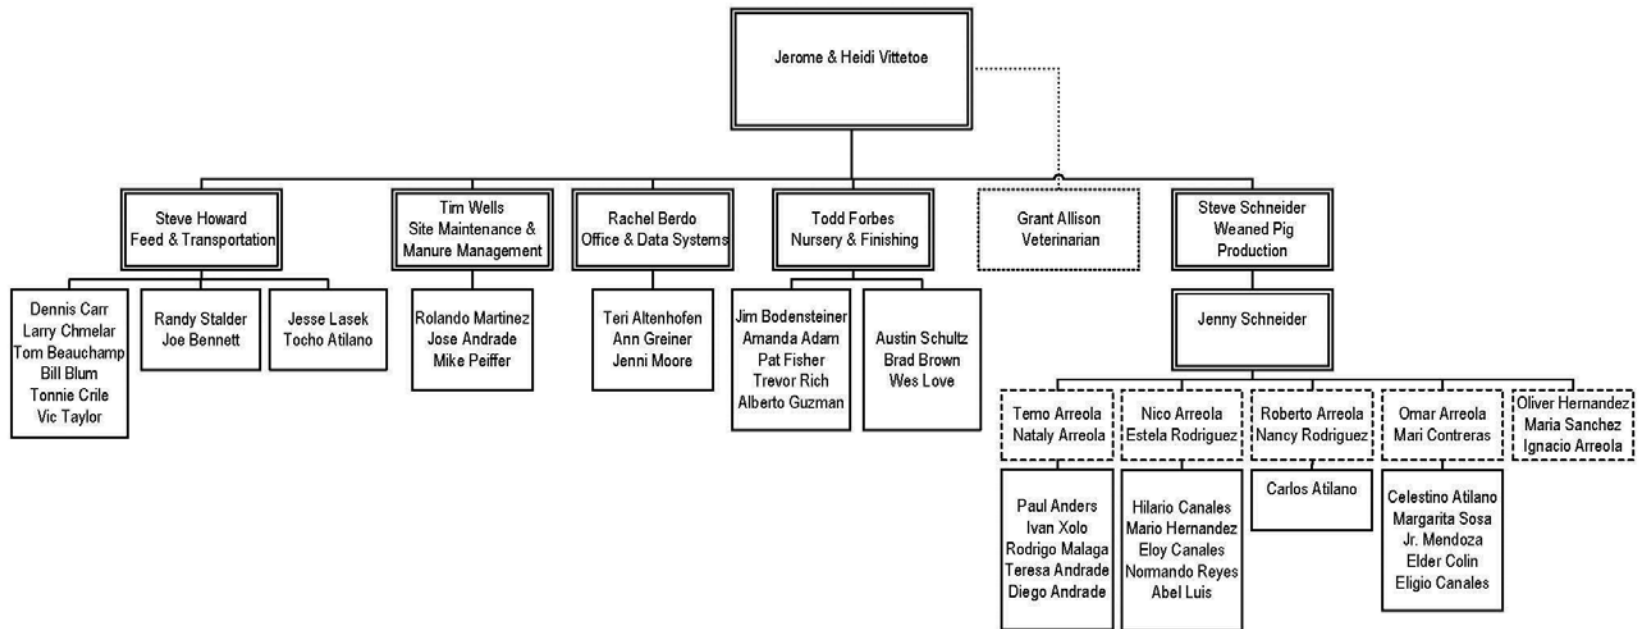 Jerome & Heidi Vittetoe
Steve Howard
Feed & Transportation
Tim Wells
Site Maintenance &
Manure Management
Rachel Berdo
Office & Data Systems
Todd Forbes
Nursery & Finishing
Grant Allison
Veterinarian
Steve Schneider
Weaned Pig
Production
Dennis Carr
Larry Chmelar
Tom Beauchamp
Bill Blum
Tonnie Crile
Vic Taylor
Randy Stalder
Joe Bennett
Jesse Lasek
Tocho Atilano
Rolando Martinez
Jose Andrade
Mike Peiffer
Teri Altenhofen
Ann Greiner
Jenni Moore
Jim Bodensteiner
Amanda Adam
Pat Fisher
Trevor Rich
Alberto Guzman
Austin Schultz
Brad Brown
Wes Love
Jenny Schneider
Temo Arreola
Nataly Arreola
Nico Arreola
Estela Rodriguez
Roberto Arreola
Nancy Rodriguez
Omar Arreola
Mari Contreras
Oliver Hernandez
Maria Sanchez
Ignacio Arreola
Paul Anders
Ivan Xolo
Rodrigo Malaga
Teresa Andrade
Diego Andrade
Hilario Canales
Mario Hernandez
Eloy Canales
Normando Reyes
Abel Luis
Carlos Atilano
Celestino Atilano
Margarita Sosa
Jr. Mendoza
Elder Colin
Eligio Canales